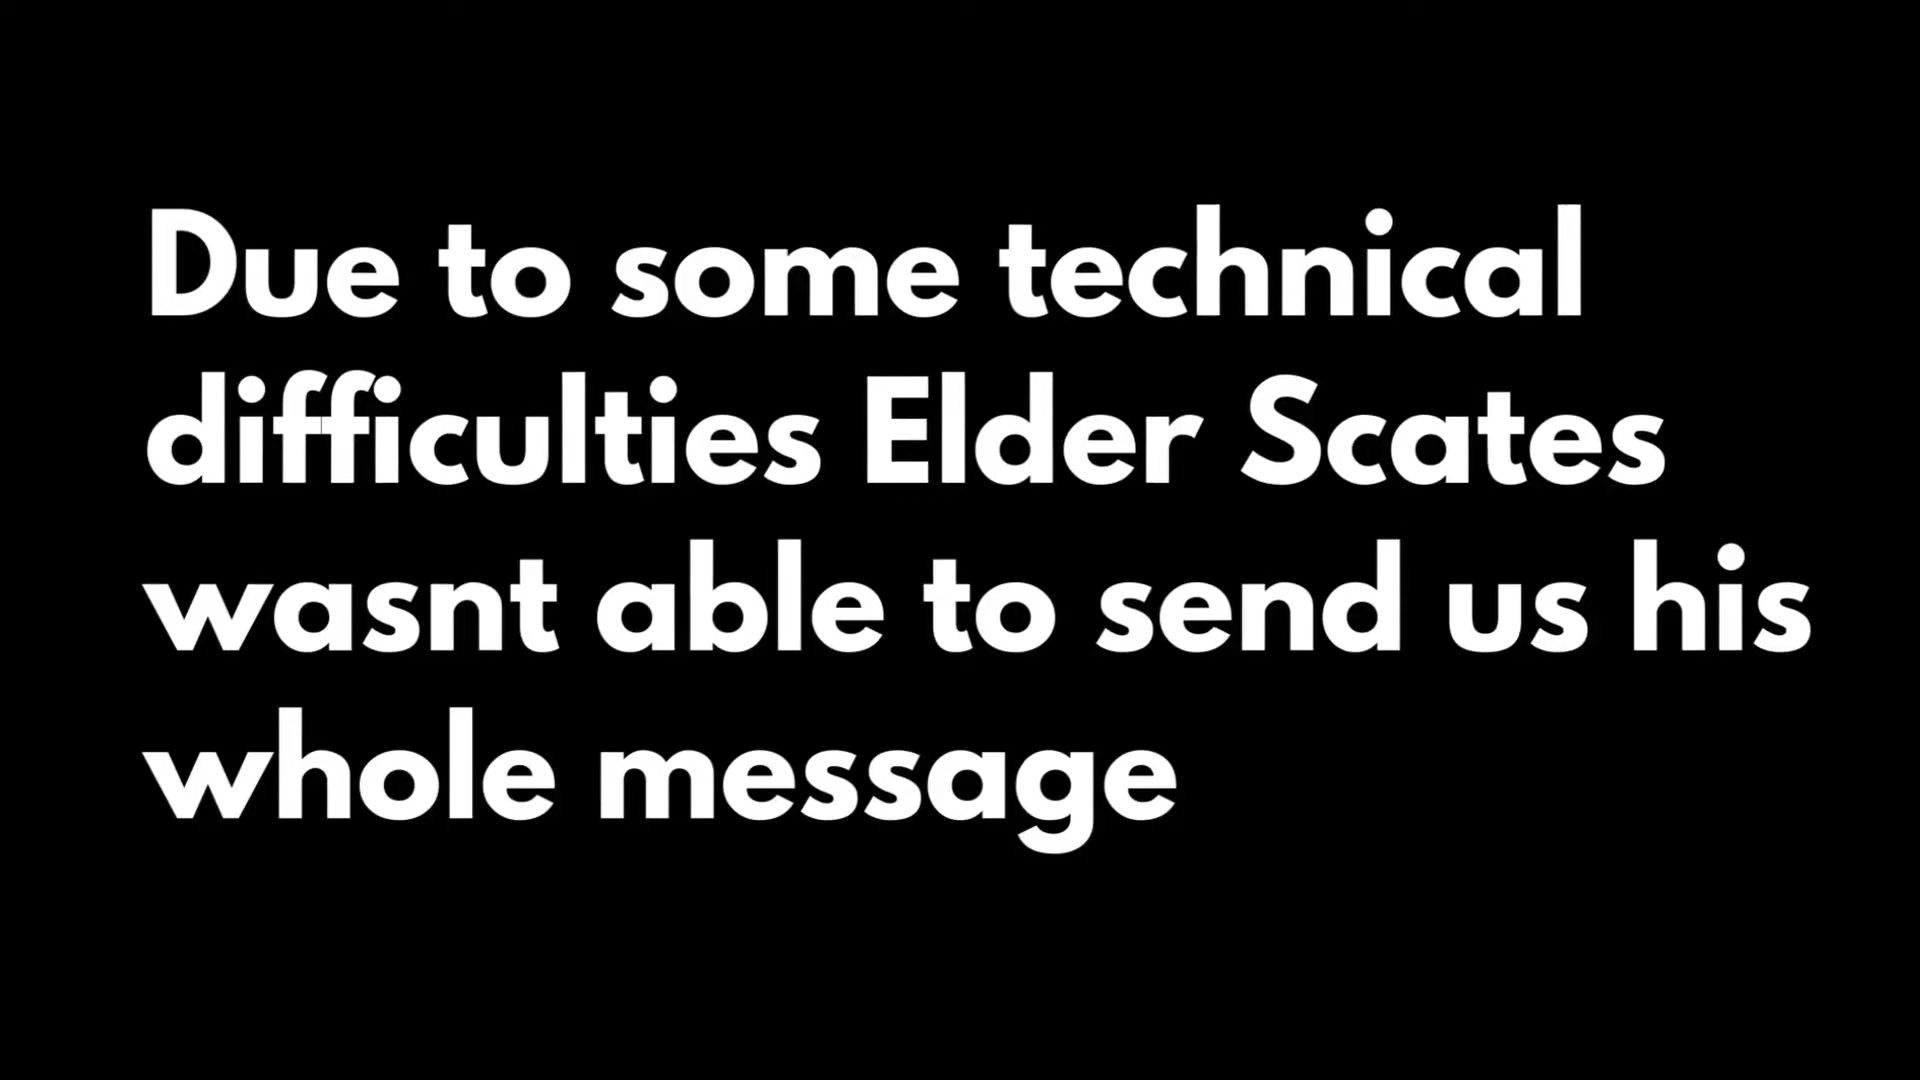 Due to some technical
difficulties Elder Scates
wasnt able to send us his
whole message